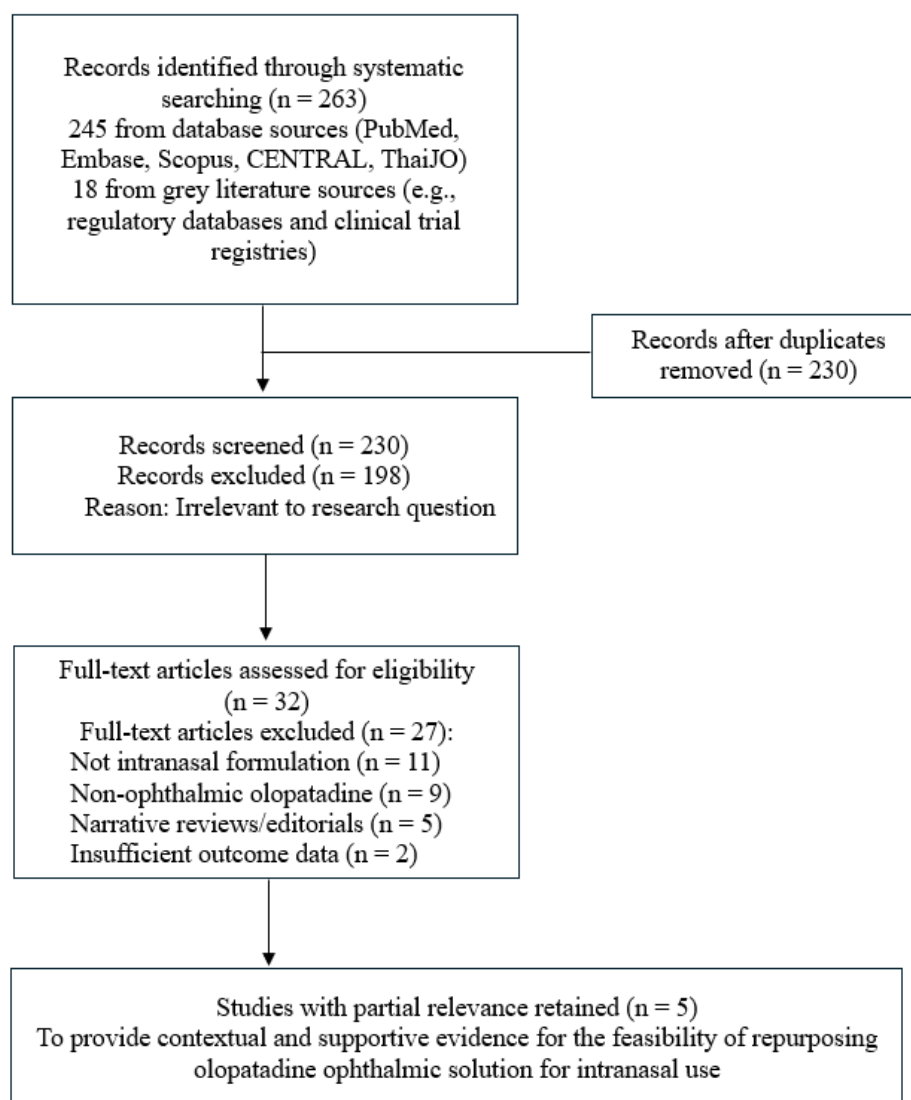 Records identified through systematic
searching (n = 263)
245 from database sources (PubMed,
Embase, Scopus, CENTRAL, ThaiJO)
18 from grey literature sources (e.g.,
regulatory databases and clinical trial
registries)
Records after duplicates
removed (n = 230)
Records screened (n = 230)
Records excluded (n = 198)
Reason: Irrelevant to research question
Full-text articles assessed for eligibility
(n = 32)
Full-text articles excluded (n = 27):
Not intranasal formulation (n = 11)
Non-ophthalmic olopatadine (n = 9)
Narrative reviews/editorials (n = 5)
Insufficient outcome data (n = 2)
Studies with partial relevance retained (n = 5)
To provide contextual and supportive evidence for the feasibility of repurposing
olopatadine ophthalmic solution for intranasal use